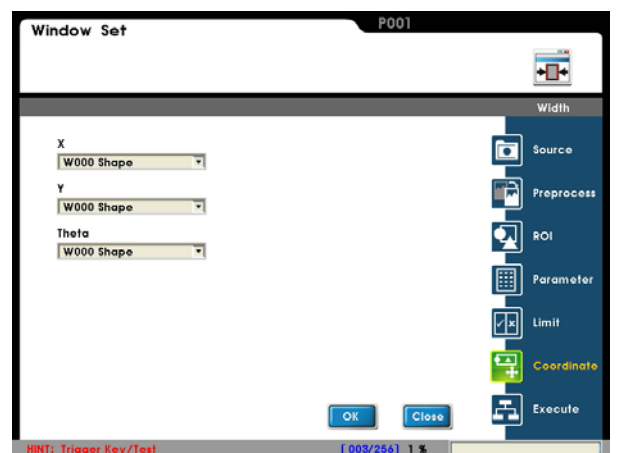 P001
Window Set
Width
X
W000 Shape
Y
W000 Shape
Theta
W000 Shape
Source
Preprocess
ROI
Parameter
Limit
Coordinate
Execute
OK
Close
HINT: Trigger Key/Test
[003/256] 1 %